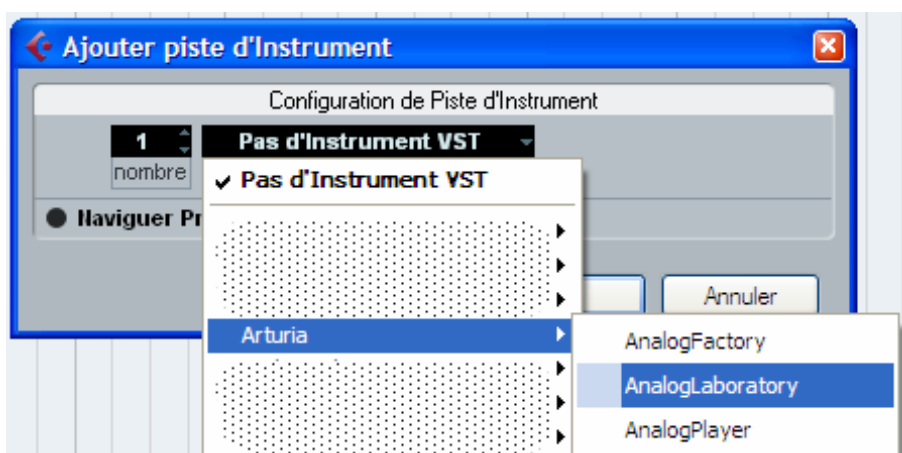 Ajouter piste d'Instrument
Configuration de Piste d'Instrument
1 Pas d'Instrument VST
nombre
✓ Pas d'Instrument VST
Naviguer Pr
Annuler
Arturia
AnalogFactory
AnalogLaboratory
AnalogPlayer